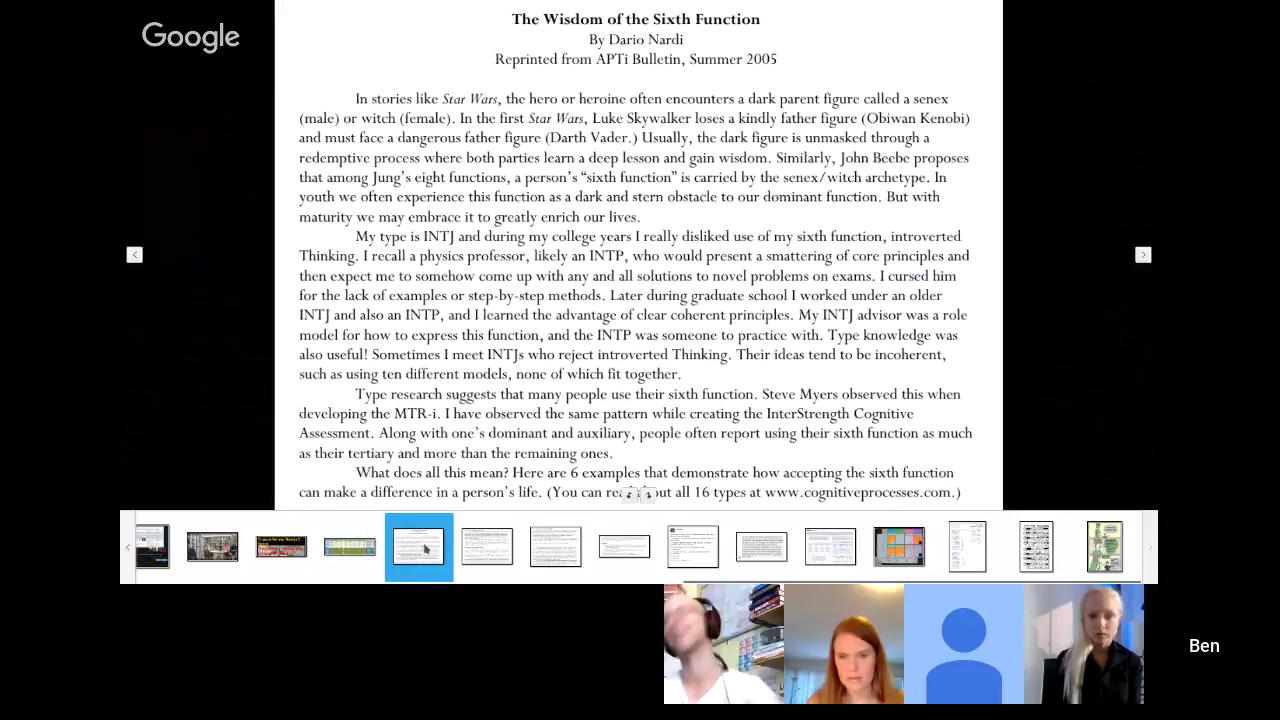 Google
The Wisdom of the Sixth Function
By Dario Nardi
Reprinted from APTi Bulletin, Summer 2005
In stories like Star Wars, the hero or heroine often encounters a dark parent figure called a senex
(male) or witch (female). In the first Star Wars, Luke Skywalker loses a kindly father figure (Obiwan Kenobi)
and must face a dangerous father figure (Darth Vader.) Usually, the dark figure is unmasked through a
redemptive process where both parties learn a deep lesson and gain wisdom. Similarly, John Beebe proposes
that among Jung's eight functions, a person's “sixth function” is carried by the senex/witch archetype. In
youth we often experience this function as a dark and stern obstacle to our dominant function. But with
maturity we may embrace it to greatly enrich our lives.
My type is INTJ and during my college years I really disliked use of my sixth function, introverted
Thinking. I recall a physics professor, likely an INTP, who would present a smattering of core principles and
then expect me to somehow come up with any and all solutions to novel problems on exams. I cursed him
for the lack of examples or step-by-step methods. Later during graduate school I worked under an older
INTJ and also an INTP, and I learned the advantage of clear coherent principles. My INTJ advisor was a role
model for how to express this function, and the INTP was someone to practice with. Type knowledge was
also useful! Sometimes I meet INTJs who reject introverted Thinking. Their ideas tend to be incoherent,
such as using ten different models, none of which fit together.
Type research suggests that many people use their sixth function. Steve Myers observed this when
developing the MTR-i. I have observed the same pattern while creating the InterStrength Cognitive
Assessment. Along with one's dominant and auxiliary, people often report using their sixth function as much
as their tertiary and more than the remaining ones.
What does all this mean? Here are 6 examples that demonstrate how accepting the sixth function
can make a difference in a person's life. (You can all 16 types at www.cognitiveprocesses.com.)
Ben